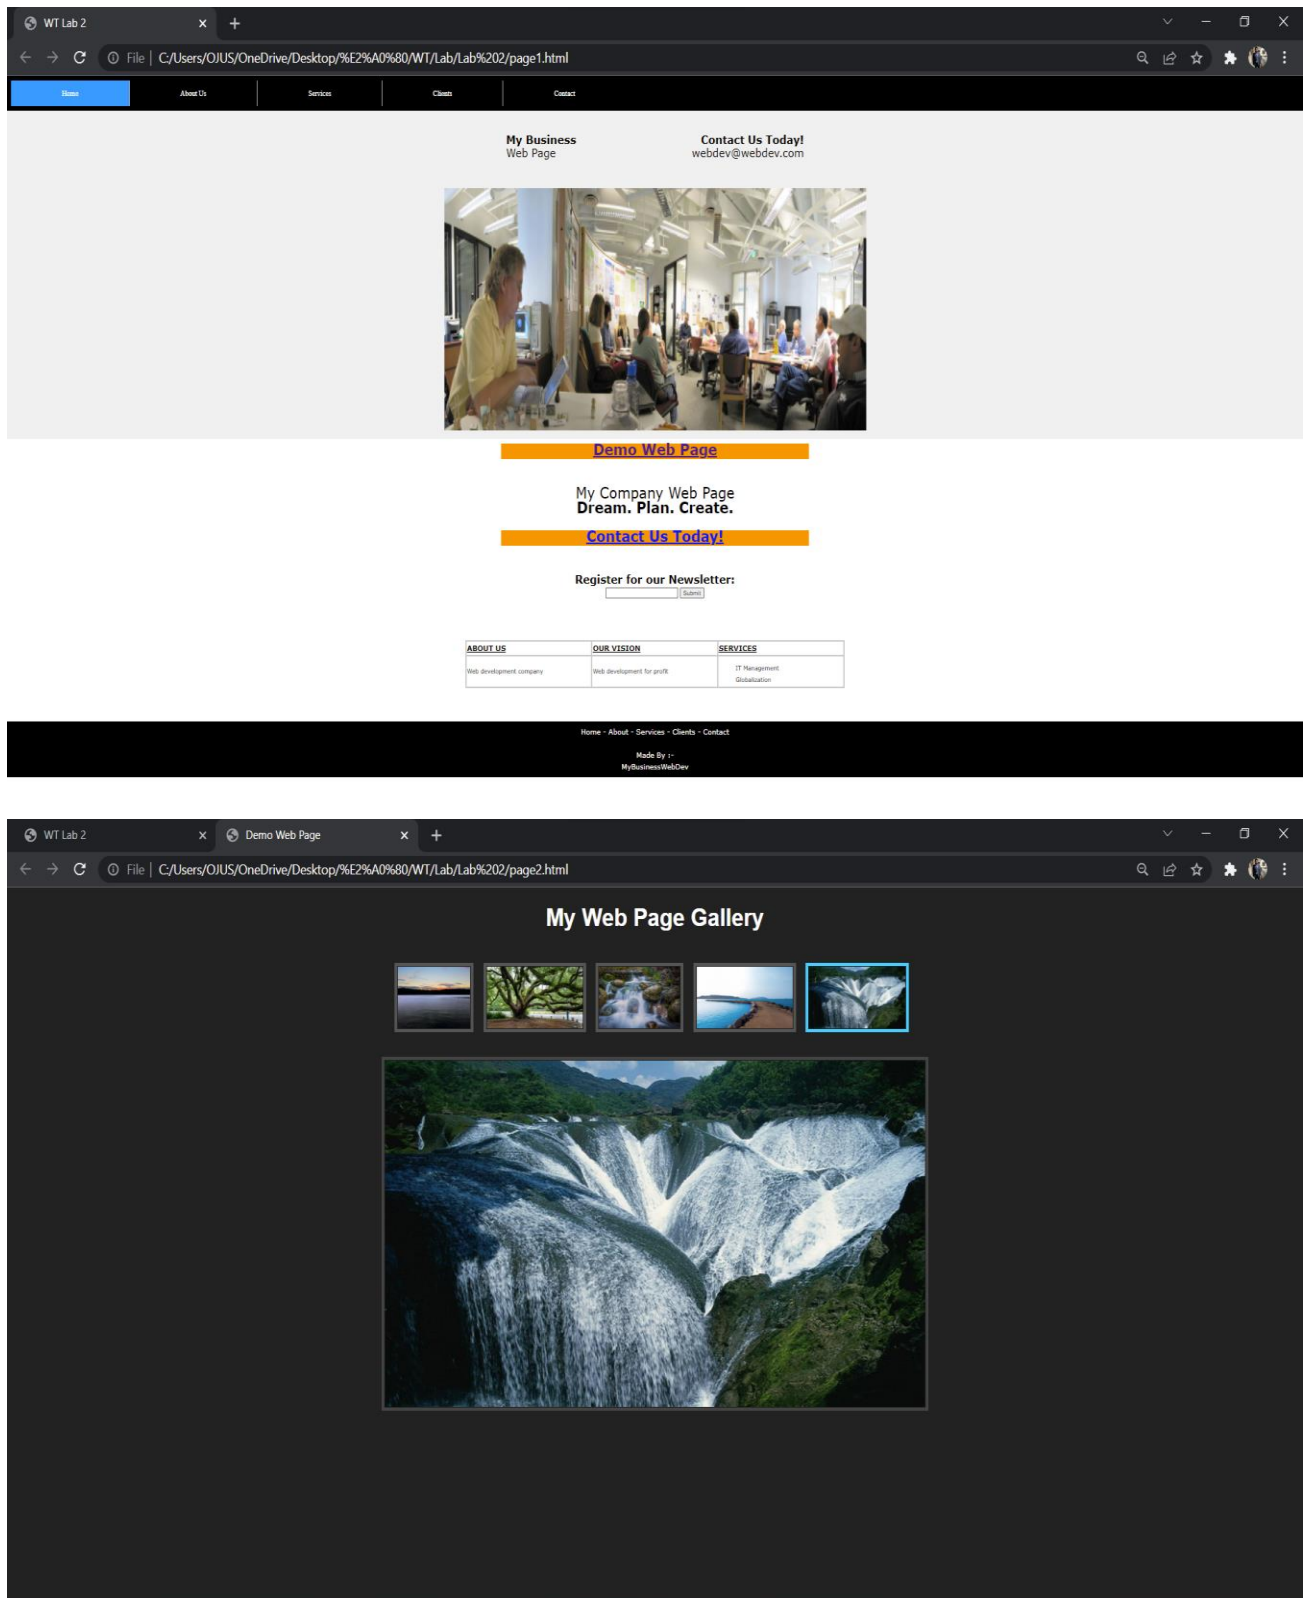 WT Lab 2
File | C:/Users/OJUS/OneDrive/Desktop/%E2%A0%80/WT/Lab/Lab%202/page1.html
Home About Us Services Clients Contact
My Business Contact Us Today!
Web Page webdev@webdev.com
Demo Web Page
My Company Web Page
Dream. Plan. Create.
Contact Us Today!
Register for our Newsletter:
Submit
ABOUT US OUR VISION SERVICES
Web development company Web development for profit IT Management
Globalization
Home - About - Services - Clients - Contact
Made By :-
MyBusinessWebDev
WT Lab 2 Demo Web Page
File | C:/Users/OJUS/OneDrive/Desktop/%E2%A0%80/WT/Lab/Lab%202/page2.html
My Web Page Gallery